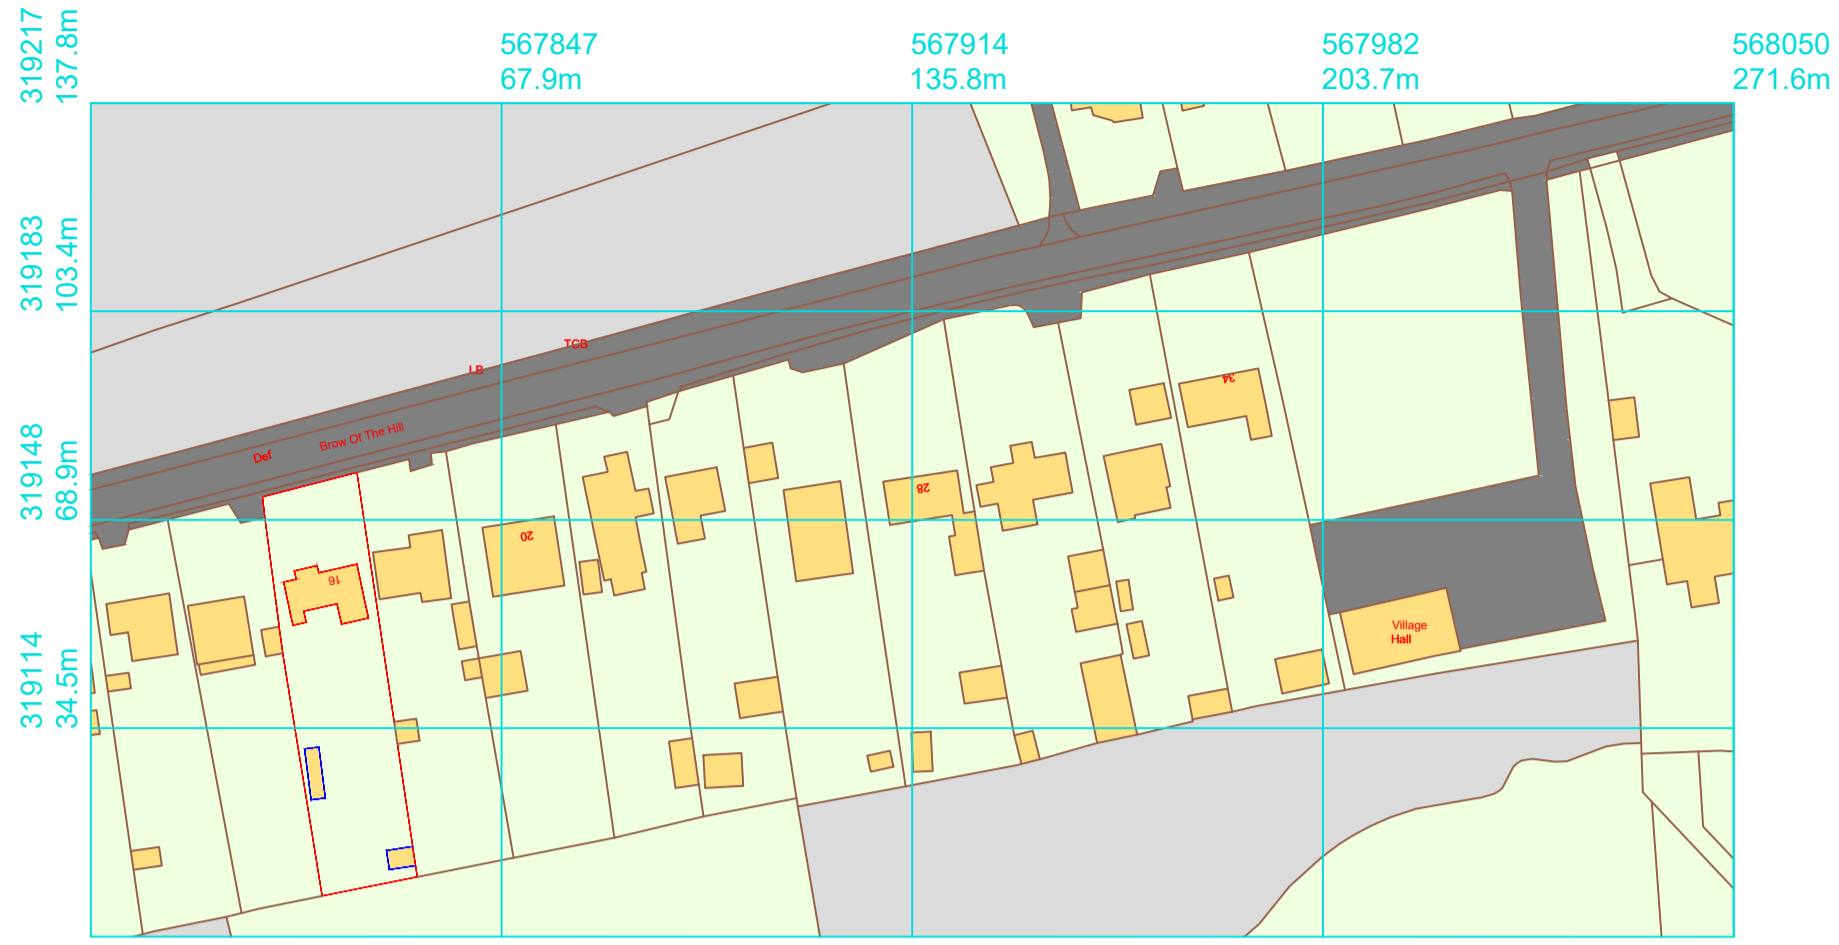 567847
67.9m
567914
135.8m
567982
203.7m
568050
271.6m
319217
137.8m
319183
103.4m
319148
68.9m
319114
34.5m
TCB
LB
Brow Of The Hill
Def
34
28
20
16
Village
Hall